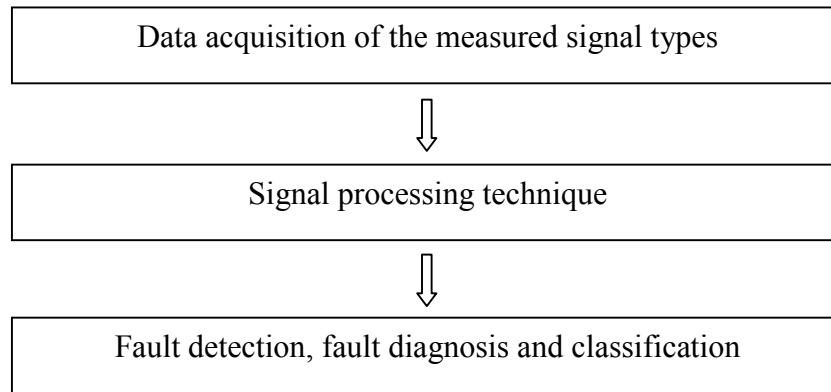 Data acquisition of the measured signal types
Signal processing technique
Fault detection, fault diagnosis and classification